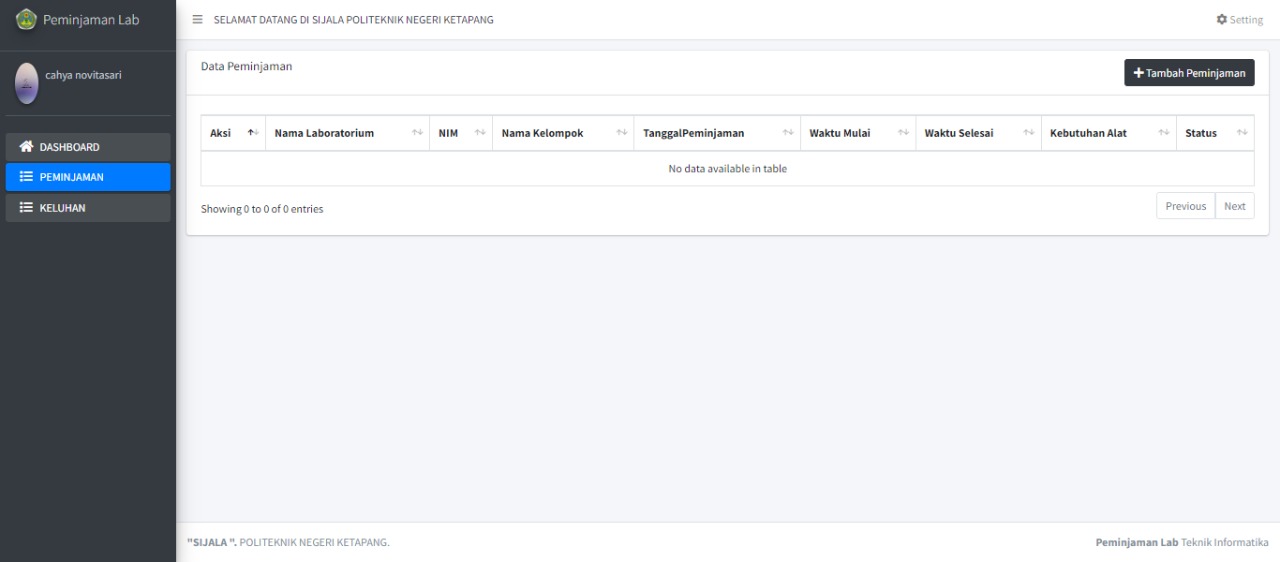 Peminjaman Lab
SELAMAT DATANG DI SIJALA POLITEKNIK NEGERI KETAPANG
Setting
cahya novitasari
DASHBOARD
PEMINJAMAN
KELUHAN
Data Peminjaman
Tambah Peminjaman
Aksi Nama Laboratorium NIM Nama Kelompok TanggalPeminjaman Waktu Mulai Waktu Selesai Kebutuhan Alat Status
No data available in table
Showing 0 to 0 of 0 entries
Previous Next
"SIJALA ". POLITEKNIK NEGERI KETAPANG.
Peminjaman Lab Teknik Informatika